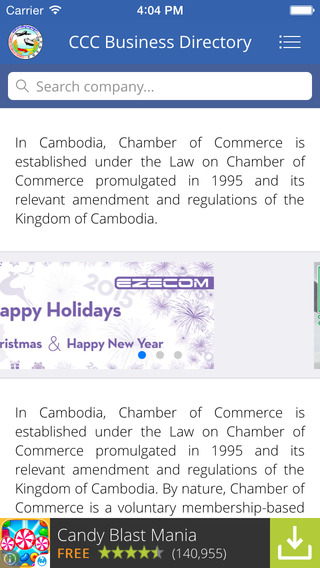 Carrier 4:04 PM
CCC Business Directory
Search company...
In Cambodia, Chamber of Commerce is
established under the Law on Chamber of
Commerce promulgated in 1995 and its
relevant amendment and regulations of the
Kingdom of Cambodia.
2015
EZECOM
appy Holidays
ristmas & Happy New Year
In Cambodia, Chamber of Commerce is
established under the Law on Chamber of
Commerce promulgated in 1995 and its
relevant amendment and regulations of the
Kingdom of Cambodia. By nature, Chamber of
Commerce is a voluntary membership-based
Candy Blast Mania
FREE (140,955)